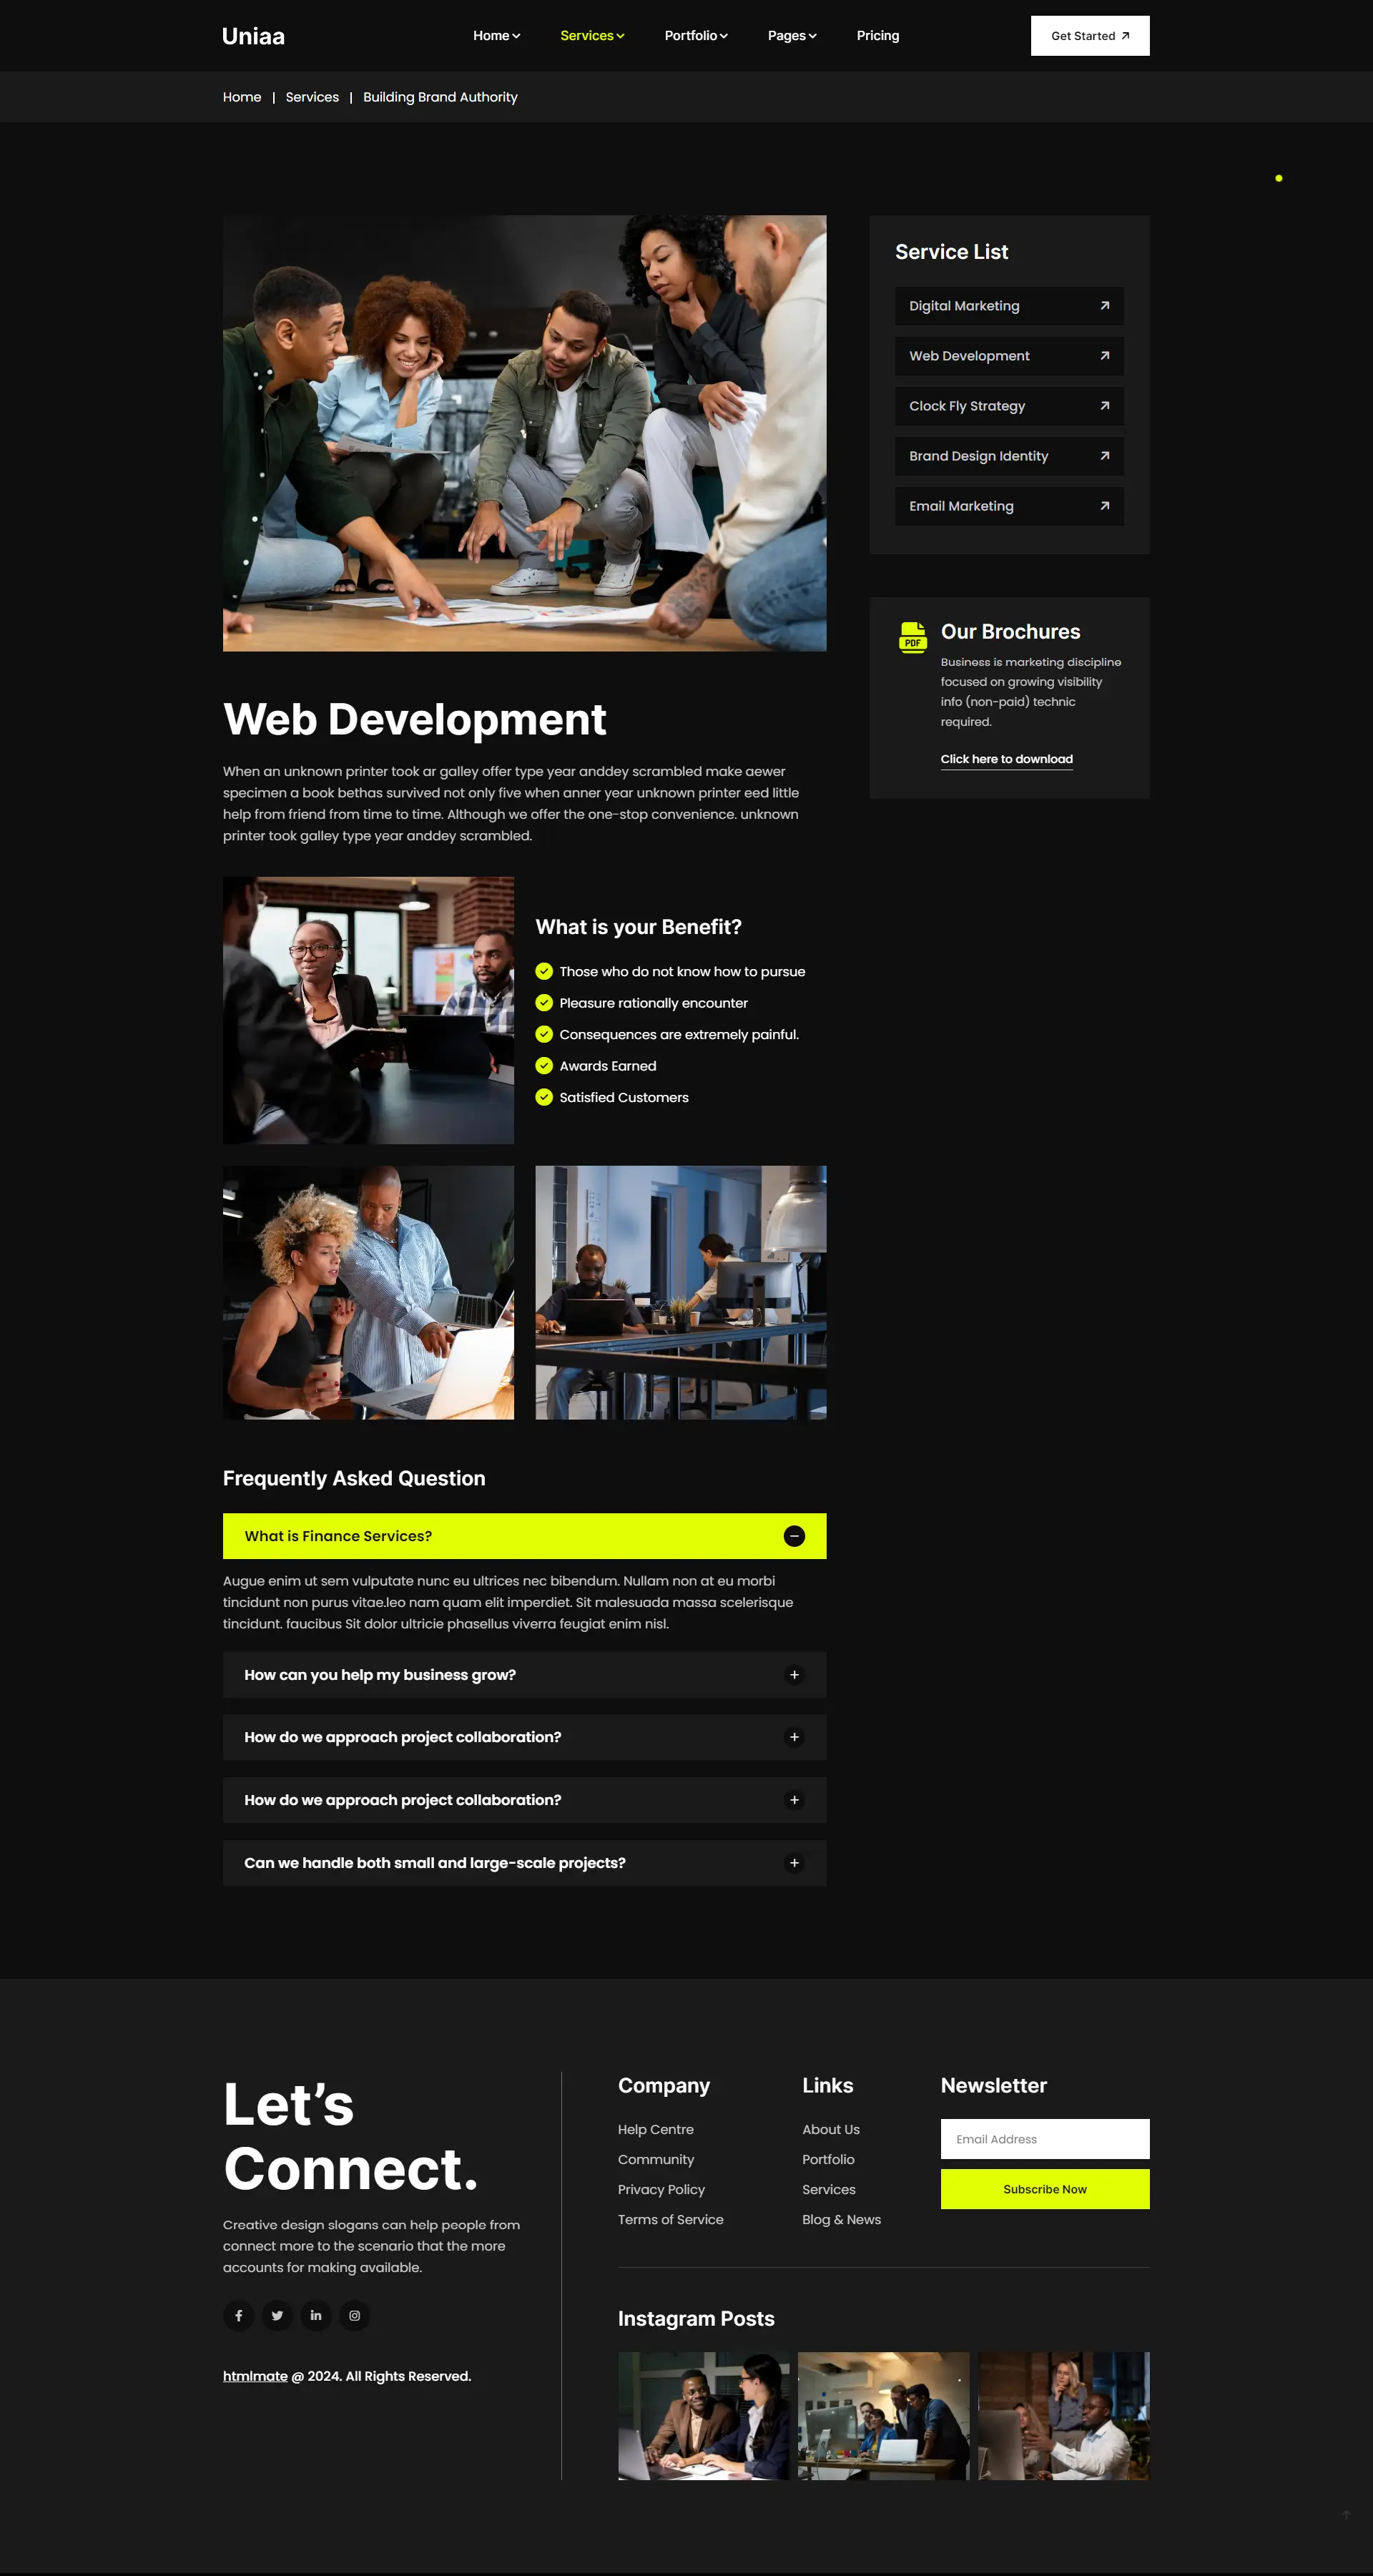 Uniaa
Home
Services
Portfolio
Pages
Pricing
Get Started
Home | Services | Building Brand Authority
Service List
Digital Marketing
Web Development
Clock Fly Strategy
Brand Design Identity
Email Marketing
PDF
Our Brochures
Business is marketing discipline
focused on growing visibility
info (non-paid) technic
required.
Click here to download
Web Development
When an unknown printer took ar galley offer type year anddey scrambled make aewer
specimen a book bethas survived not only five when anner year unknown printer eed little
help from friend from time to time. Although we offer the one-stop convenience. unknown
printer took galley type year anddey scrambled.
What is your Benefit?
Those who do not know how to pursue
Pleasure rationally encounter
Consequences are extremely painful.
Awards Earned
Satisfied Customers
Frequently Asked Question
What is Finance Services?
Augue enim ut sem vulputate nunc eu ultrices nec bibendum. Nullam non at eu morbi
tincidunt non purus vitae.leo nam quam elit imperdiet. Sit malesuada massa scelerisque
tincidunt. faucibus Sit dolor ultricie phasellus viverra feugiat enim nisl.
How can you help my business grow?
How do we approach project collaboration?
How do we approach project collaboration?
Can we handle both small and large-scale projects?
Let’s
Connect.
Creative design slogans can help people from
connect more to the scenario that the more
accounts for making available.
htmlmate @ 2024. All Rights Reserved.
Company
Help Centre
Community
Privacy Policy
Terms of Service
Links
About Us
Portfolio
Services
Blog & News
Newsletter
Email Address
Subscribe Now
Instagram Posts